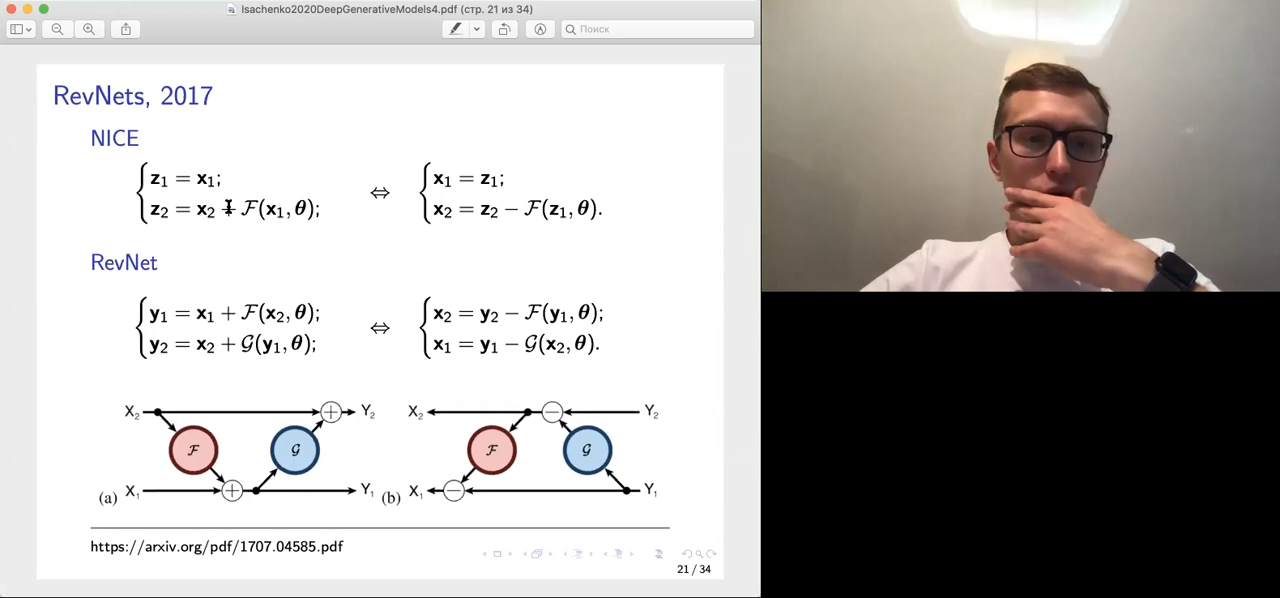 Isachenko2020DeepGenerativeModels4.pdf (стр. 21 из 34)
Поиск
RevNets, 2017
NICE
z₁ = x₁;
z₂ = x₂ + F(x₁, θ);
⇔
x₁ = z₁;
x₂ = z₂ − F(z₁, θ).
RevNet
y₁ = x₁ + F(x₂, θ);
y₂ = x₂ + G(y₁, θ);
⇔
x₂ = y₂ − F(y₁, θ);
x₁ = y₁ − G(x₂, θ).
X₂ + Y₂
F G
(a) X₁ + Y₁
X₂ − Y₂
F G
(b) X₁ − Y₁
https://arxiv.org/pdf/1707.04585.pdf
21 / 34